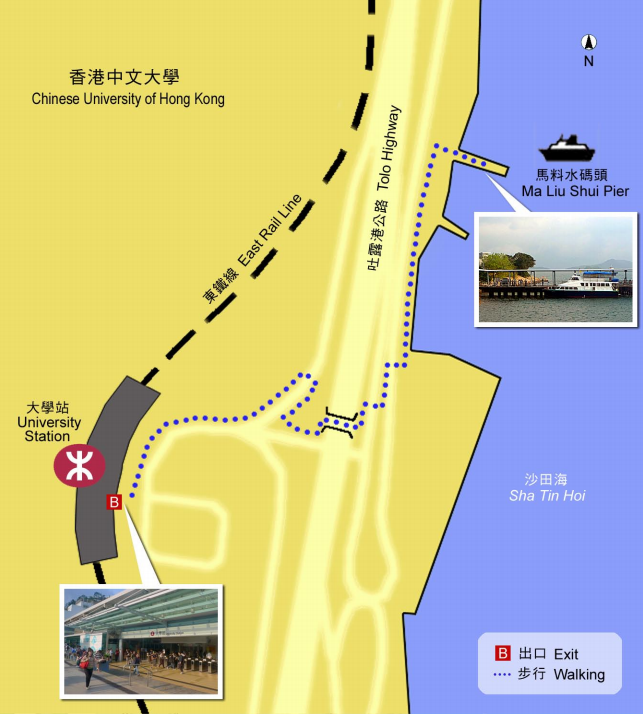 香港中文大學
Chinese University of Hong Kong
N
馬料水碼頭
Ma Liu Shui Pier
吐露港公路 Tolo Highway
東鐵線 East Rail Line
大學站
University
Station
B
沙田海
Sha Tin Hoi
B 出口 Exit
步行 Walking